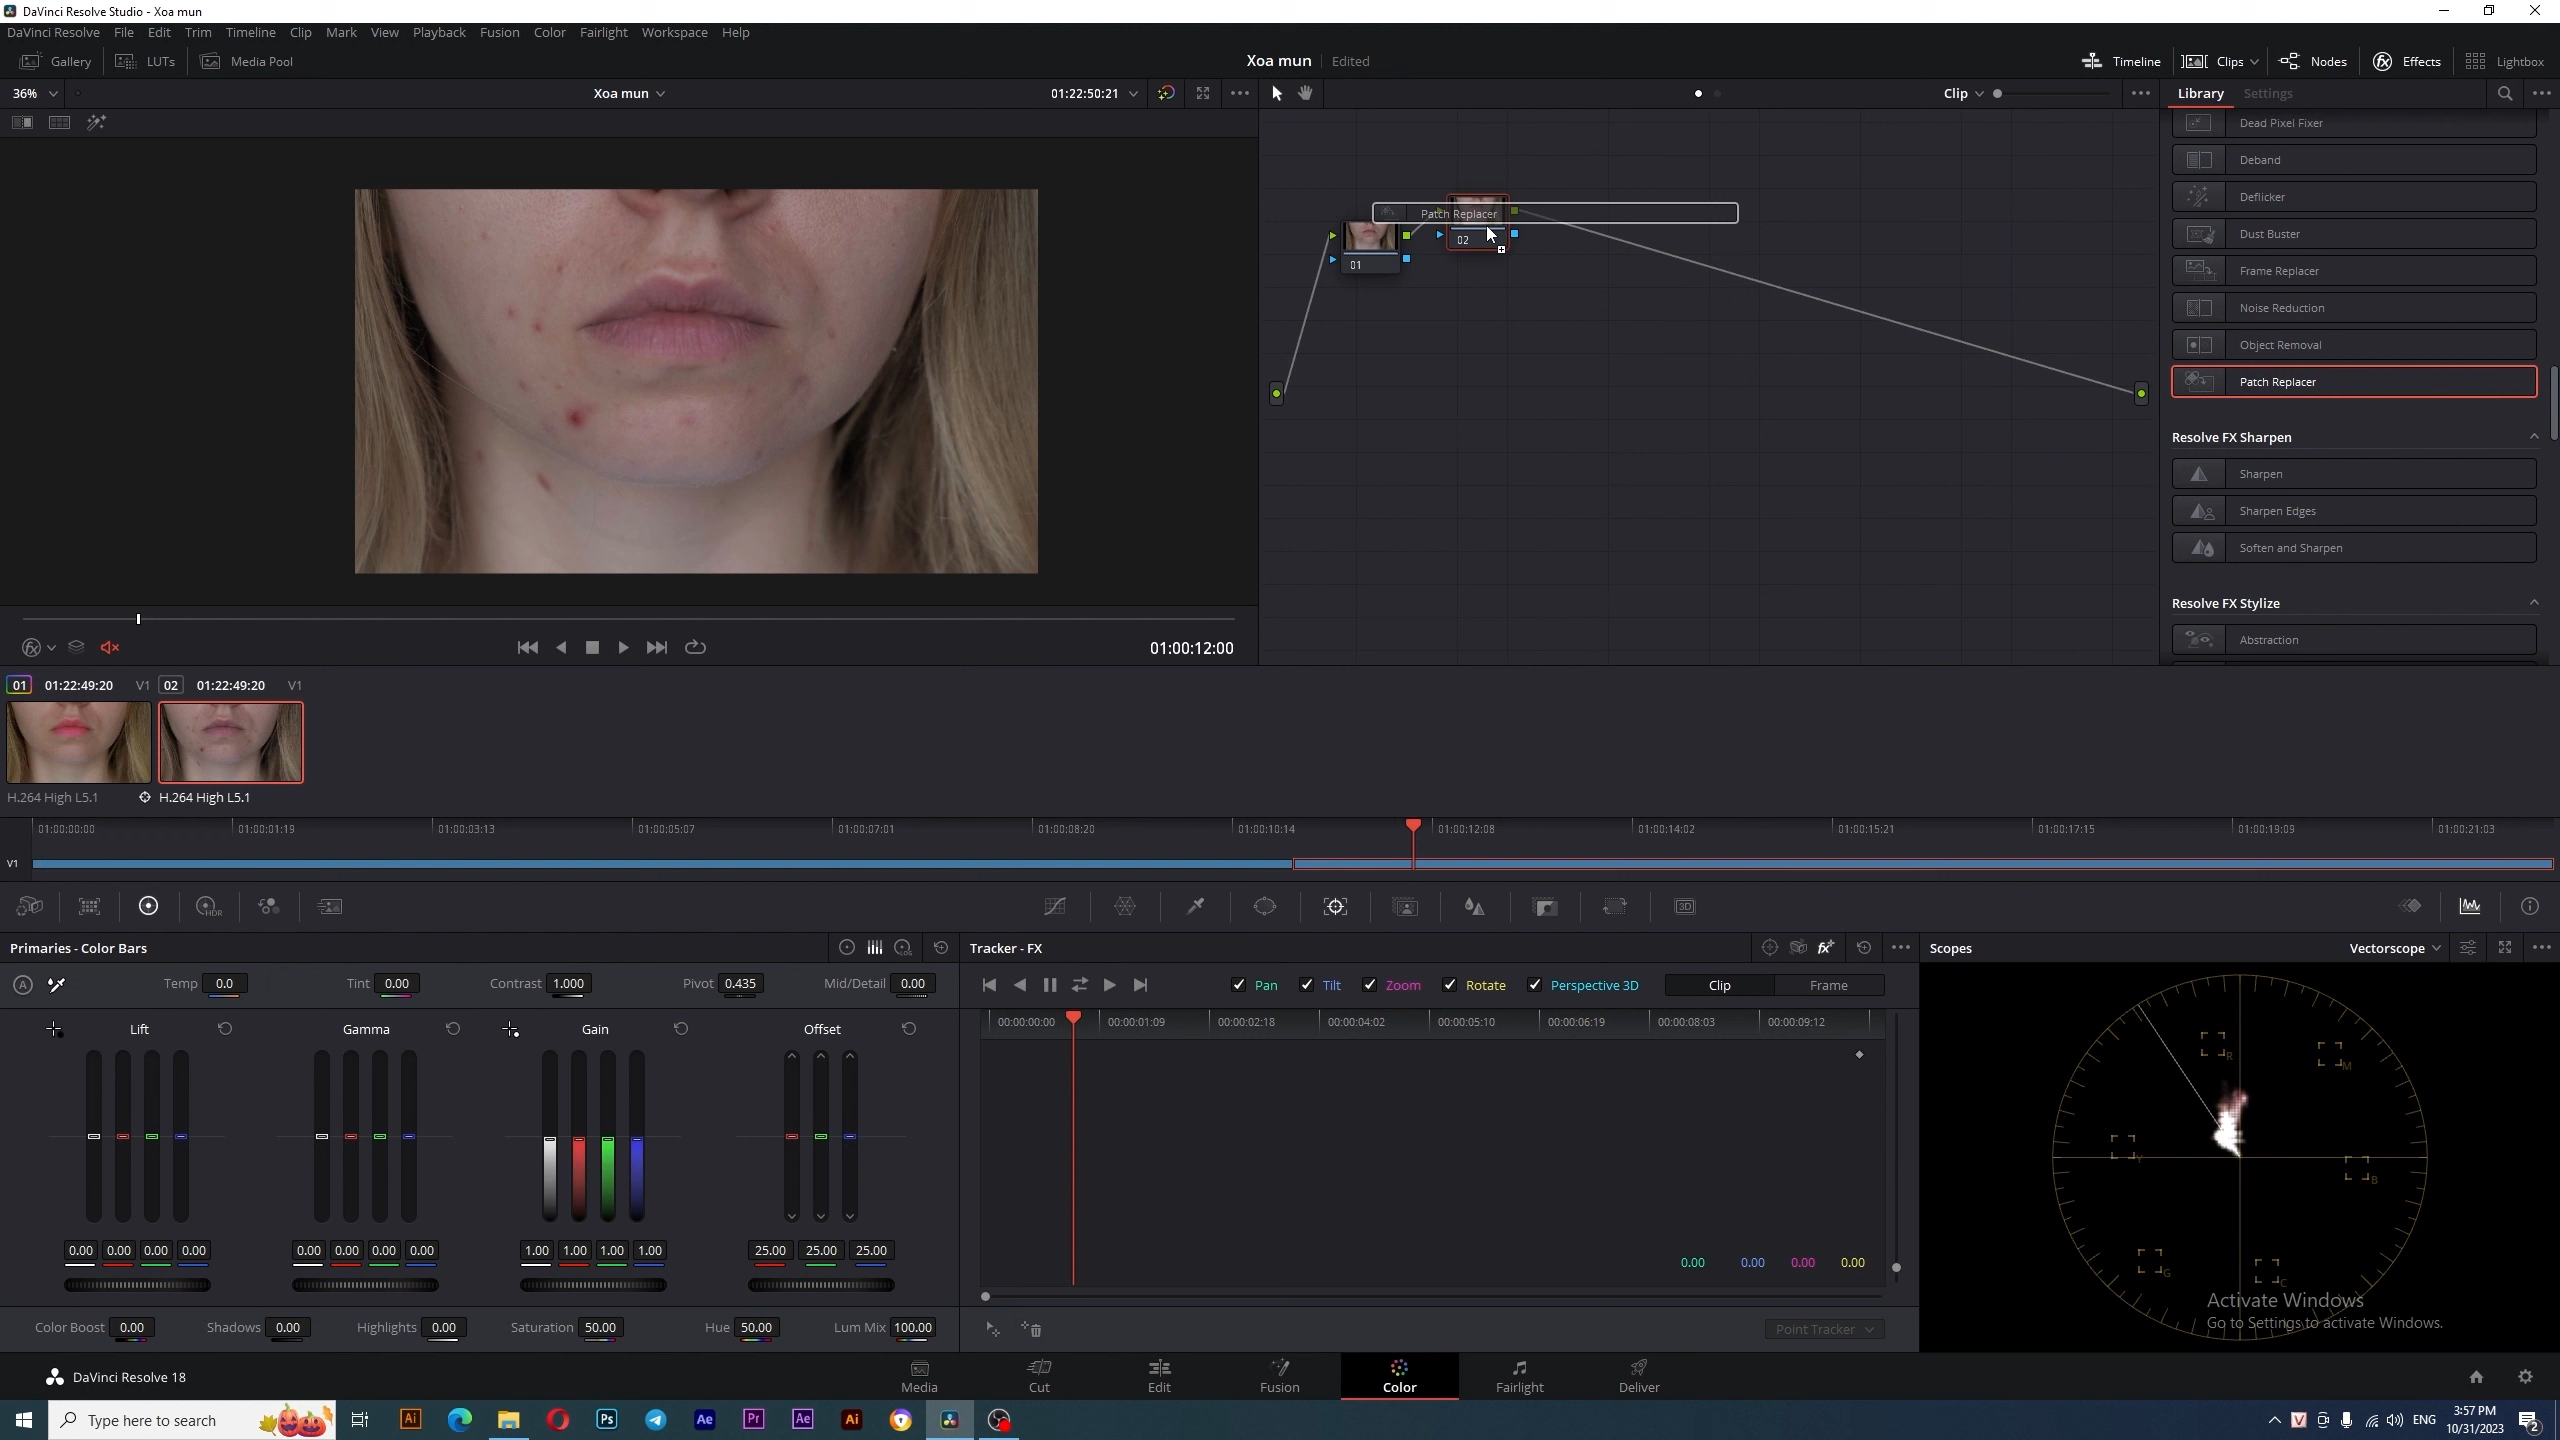 DaVinci Resolve Studio - Xoa mun
DaVinci Resolve File Edit Trim Timeline Clip Mark View Playback Fusion Color Fairlight Workspace Help
Gallery LUTs Media Pool Xoa mun Edited Timeline Clips Nodes Effects Lightbox
36% Xoa mun 01:22:50:21 Clip Library Settings
Dead Pixel Fixer
Deband
Deflicker
Patch Replacer
02
01
Dust Buster
Frame Replacer
Noise Reduction
Object Removal
Patch Replacer
Resolve FX Sharpen
Sharpen
Sharpen Edges
Soften and Sharpen
Resolve FX Stylize
Abstraction
01:00:12:00
01 01:22:49:20 V1 02 01:22:49:20 V1
H.264 High L5.1 H.264 High L5.1
01:00:00:00 01:00:01:19 01:00:03:13 01:00:05:07 01:00:07:01 01:00:08:20 01:00:10:14 01:00:12:08 01:00:14:02 01:00:15:21 01:00:17:15 01:00:19:09 01:00:21:03
V1
HDR 3D
Primaries - Color Bars Tracker - FX Scopes Vectorscope
A Temp 0.0 Tint 0.00 Contrast 1.000 Pivot 0.435 Mid/Detail 0.00 Pan Tilt Zoom Rotate Perspective 3D Clip Frame
Lift Gamma Gain Offset
00:00:00:00 00:00:01:09 00:00:02:18 00:00:04:02 00:00:05:10 00:00:06:19 00:00:08:03 00:00:09:12
R M
Y B
G C
0.00 0.00 0.00 0.00 0.00 0.00 0.00 0.00 1.00 1.00 1.00 1.00 25.00 25.00 25.00
0.00 0.00 0.00 0.00
Color Boost 0.00 Shadows 0.00 Highlights 0.00 Saturation 50.00 Hue 50.00 Lum Mix 100.00 Point Tracker
Activate Windows
Go to Settings to activate Windows.
DaVinci Resolve 18 Media Cut Edit Fusion Color Fairlight Deliver
Type here to search Ai Ps Ae Pr Ae Ai V ENG 3:57 PM
10/31/2023 2